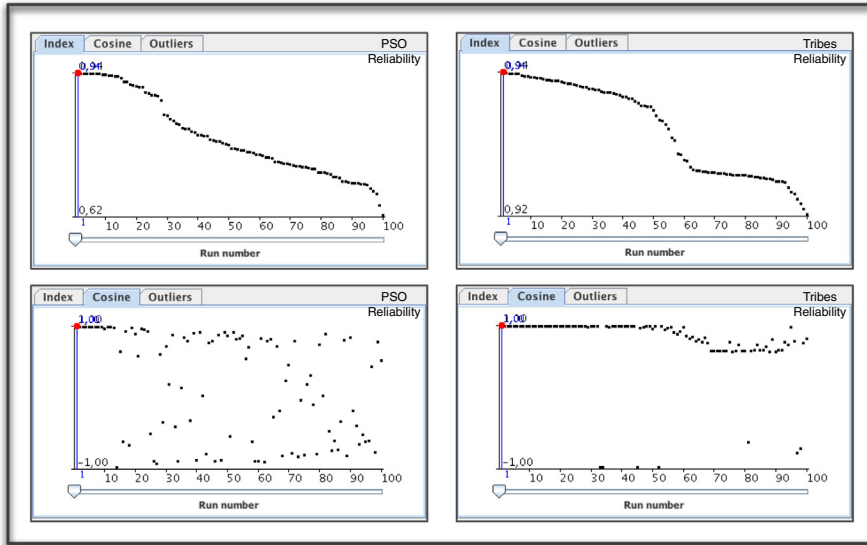 Index Cosine Outliers PSO
Reliability
0,94
0,62
1 10 20 30 40 50 60 70 80 90 100
Run number
Index Cosine Outliers Tribes
Reliability
0,94
0,92
1 10 20 30 40 50 60 70 80 90 100
Run number
Index Cosine Outliers PSO
Reliability
1,00
-1,00
1 10 20 30 40 50 60 70 80 90 100
Run number
Index Cosine Outliers Tribes
Reliability
1,00
-1,00
1 10 20 30 40 50 60 70 80 90 100
Run number